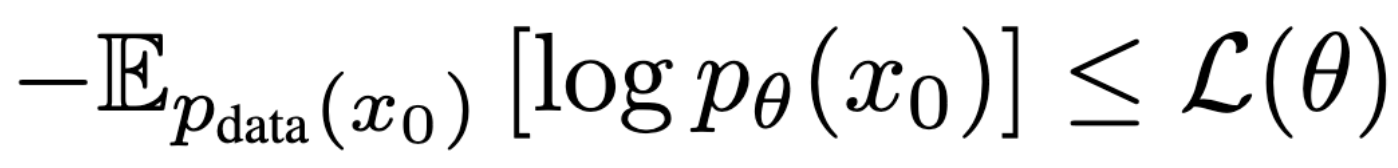 −𝔼_{p_data(x_0)} [log p_θ(x_0)] ≤ ℒ(θ)